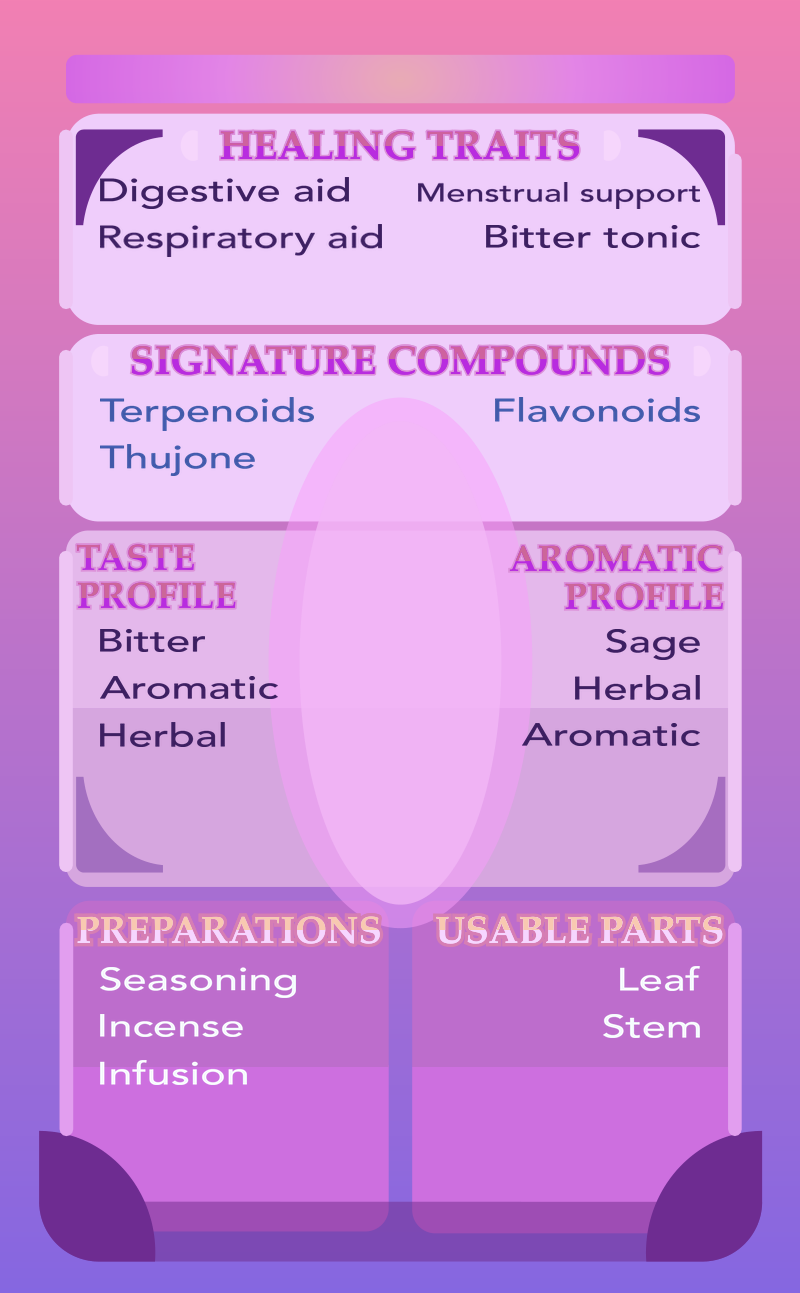 HEALING TRAITS
Digestive aid Menstrual support
Respiratory aid Bitter tonic
SIGNATURE COMPOUNDS
Terpenoids Flavonoids
Thujone
TASTE
PROFILE
Bitter
Aromatic
Herbal
AROMATIC
PROFILE
Sage
Herbal
Aromatic
PREPARATIONS
Seasoning
Incense
Infusion
USABLE PARTS
Leaf
Stem